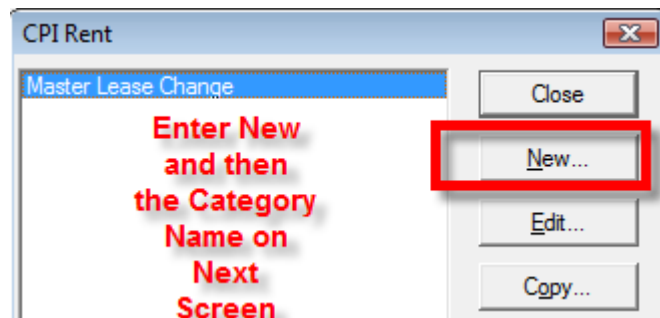 CPI Rent
Master Lease Change
Close
Enter New
and then
the Category
Name on
Next
Screen
New...
Edit...
Copy...